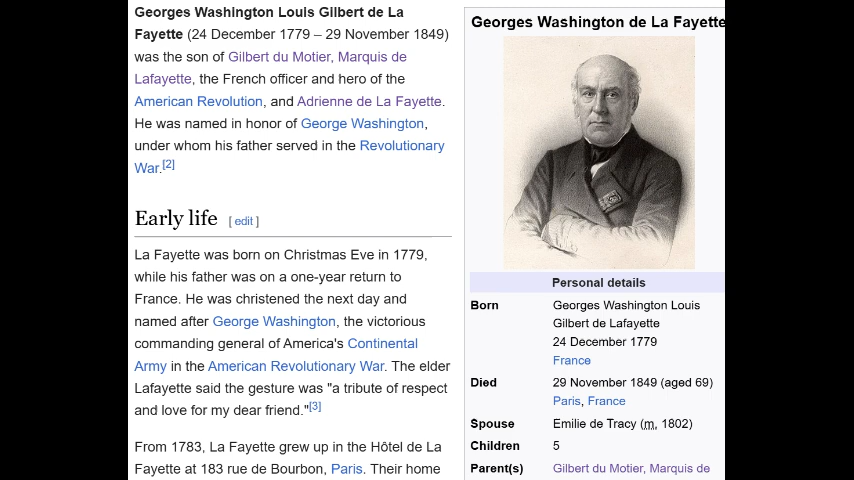 Georges Washington Louis Gilbert de La
Fayette (24 December 1779 – 29 November 1849)
was the son of Gilbert du Motier, Marquis de
Lafayette, the French officer and hero of the
American Revolution, and Adrienne de La Fayette.
He was named in honor of George Washington,
under whom his father served in the Revolutionary
War.[2]
Early life [ edit ]
La Fayette was born on Christmas Eve in 1779,
while his father was on a one-year return to
France. He was christened the next day and
named after George Washington, the victorious
commanding general of America's Continental
Army in the American Revolutionary War. The elder
Lafayette said the gesture was "a tribute of respect
and love for my dear friend."[3]
From 1783, La Fayette grew up in the Hôtel de La
Fayette at 183 rue de Bourbon, Paris. Their home
Georges Washington de La Fayette
Personal details
Born Georges Washington Louis
Gilbert de Lafayette
24 December 1779
France
Died 29 November 1849 (aged 69)
Paris, France
Spouse Emilie de Tracy (m. 1802)
Children 5
Parent(s) Gilbert du Motier, Marquis de